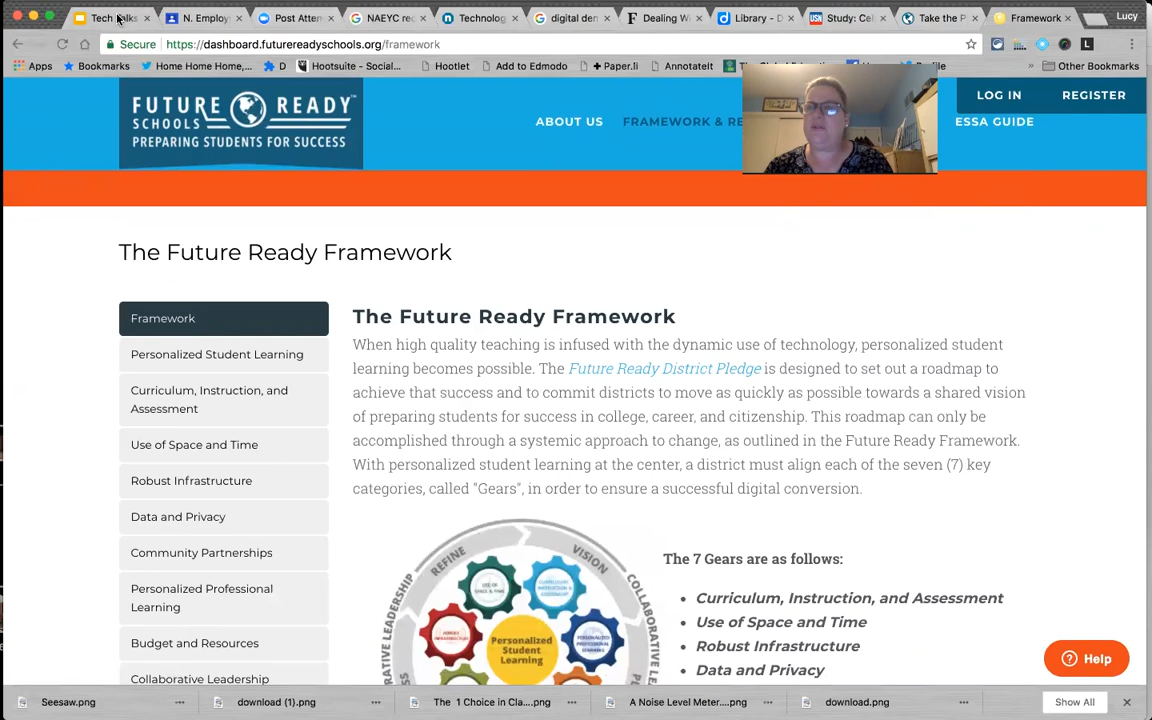 Tech Talks
N. Employ
Post Atten
NAEYC rec
Technolog
digital den
Dealing Wi
Library - D
Study: Cel
Take the P
Framework
Lucy
Secure https://dashboard.futurereadyschools.org/framework
Apps Bookmarks Home Home Home,... D Hootsuite - Social... Hootlet Add to Edmodo + Paper.li AnnotateIt Other Bookmarks
FUTURE READY
SCHOOLS
PREPARING STUDENTS FOR SUCCESS
ABOUT US
FRAMEWORK & RE
ESSA GUIDE
LOG IN
REGISTER
The Future Ready Framework
Framework
Personalized Student Learning
Curriculum, Instruction, and
Assessment
Use of Space and Time
Robust Infrastructure
Data and Privacy
Community Partnerships
Personalized Professional
Learning
Budget and Resources
Collaborative Leadership
The Future Ready Framework
When high quality teaching is infused with the dynamic use of technology, personalized student
learning becomes possible. The Future Ready District Pledge is designed to set out a roadmap to
achieve that success and to commit districts to move as quickly as possible towards a shared vision
of preparing students for success in college, career, and citizenship. This roadmap can only be
accomplished through a systemic approach to change, as outlined in the Future Ready Framework.
With personalized student learning at the center, a district must align each of the seven (7) key
categories, called "Gears", in order to ensure a successful digital conversion.
REFINE
VISION
USE OF
SPACE & TIME
CURRICULUM,
INSTRUCTION &
ASSESSMENT
Personalized
Student
Learning
The 7 Gears are as follows:
Curriculum, Instruction, and Assessment
Use of Space and Time
Robust Infrastructure
Data and Privacy
Help
Seesaw.png
download (1).png
The 1 Choice in Cla....png
A Noise Level Meter....png
download.png
Show All